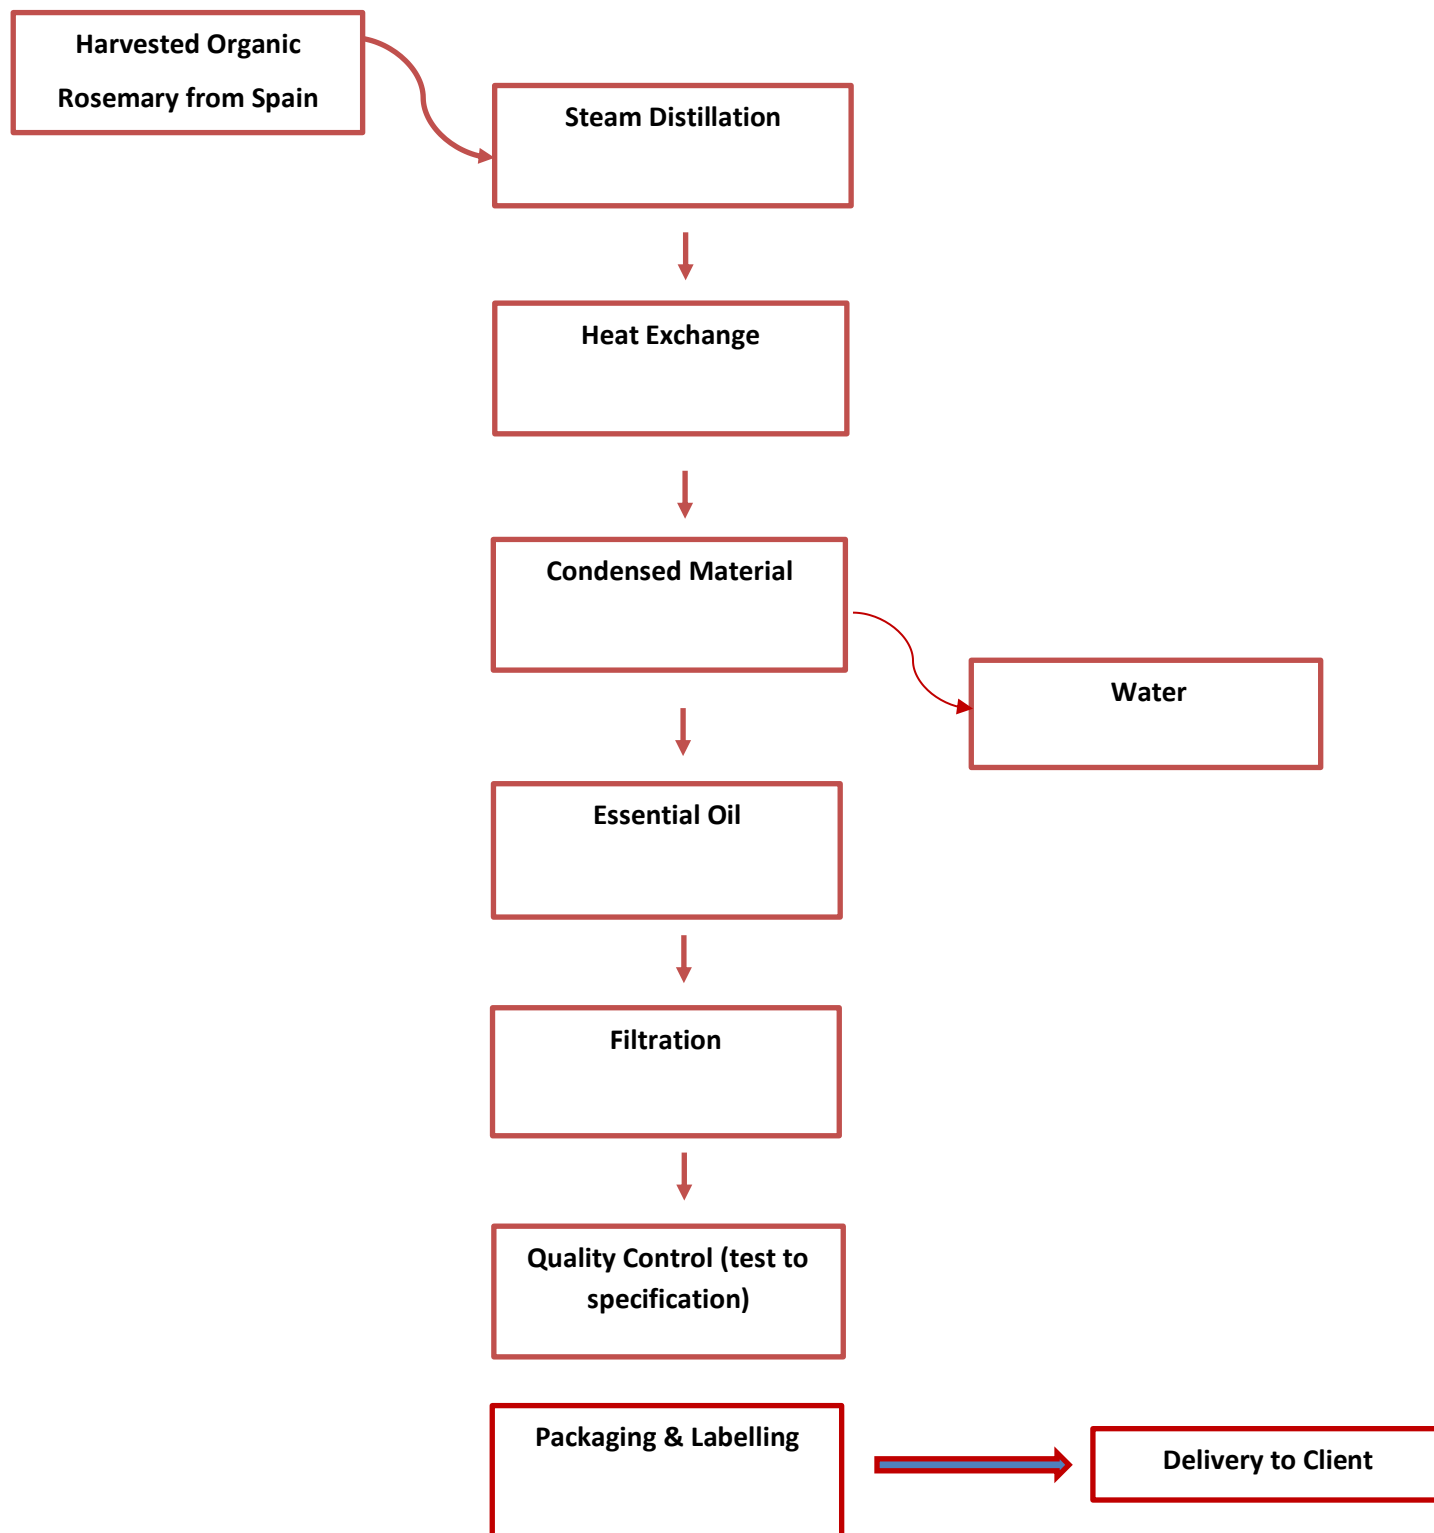 Harvested Organic
Rosemary from Spain
Steam Distillation
Heat Exchange
Condensed Material
Water
Essential Oil
Filtration
Quality Control (test to
specification)
Packaging & Labelling
Delivery to Client